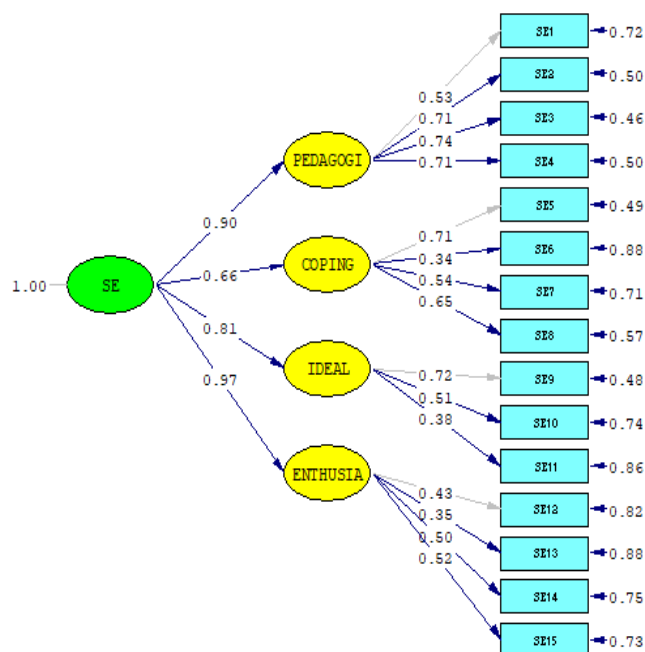 SE1
0.72
SE2
0.50
0.53
0.71
SE3
0.46
0.74
PEDAGOGI
0.71
SE4
0.50
SE5
0.49
0.90
0.71
SE6
0.88
0.34
COPING
0.66
0.54
SE7
0.71
1.00
SE
0.65
0.81
SE8
0.57
IDEAL
0.72
SE9
0.48
0.97
0.51
0.38
SE10
0.74
SE11
0.86
ENTHUSIA
0.43
SE12
0.82
0.35
0.50
SE13
0.88
0.52
SE14
0.75
SE15
0.73